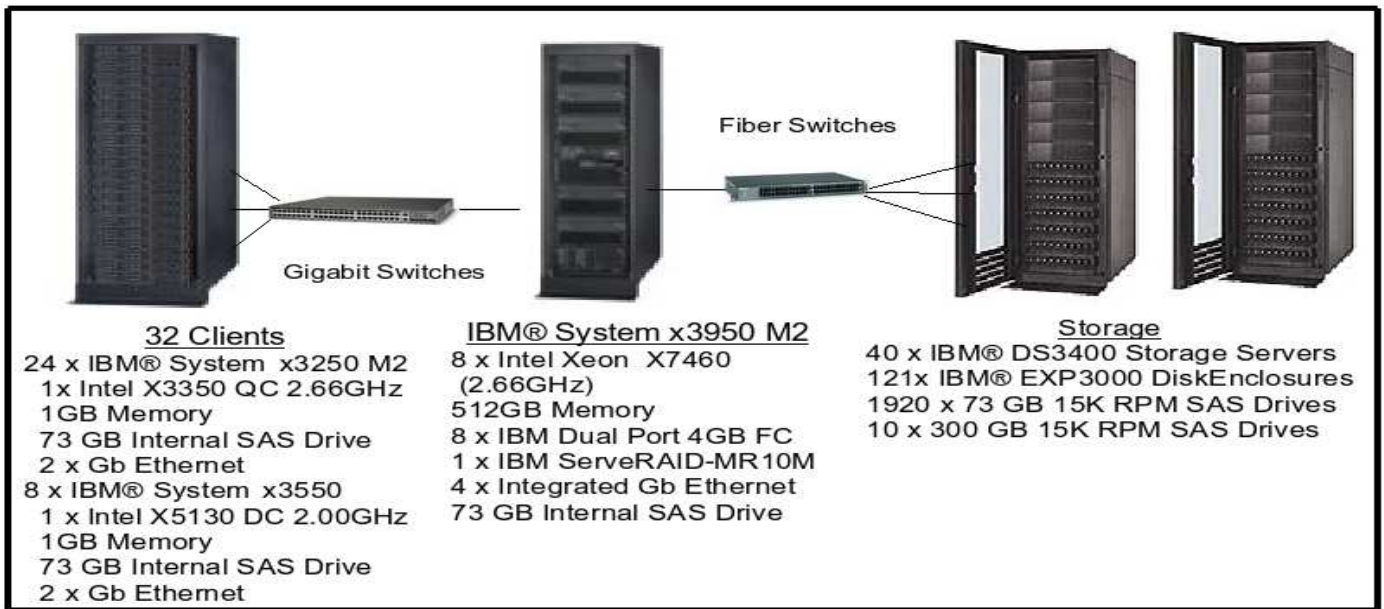 Fiber Switches
Gigabit Switches
32 Clients
24 x IBM® System x3250 M2
1x Intel X3350 QC 2.66GHz
1GB Memory
73 GB Internal SAS Drive
2 x Gb Ethernet
8 x IBM® System x3550
1 x Intel X5130 DC 2.00GHz
1GB Memory
73 GB Internal SAS Drive
2 x Gb Ethernet
IBM® System x3950 M2
8 x Intel Xeon X7460
(2.66GHz)
512GB Memory
8 x IBM Dual Port 4GB FC
1 x IBM ServeRAID-MR10M
4 x Integrated Gb Ethernet
73 GB Internal SAS Drive
Storage
40 x IBM® DS3400 Storage Servers
121x IBM® EXP3000 DiskEnclosures
1920 x 73 GB 15K RPM SAS Drives
10 x 300 GB 15K RPM SAS Drives